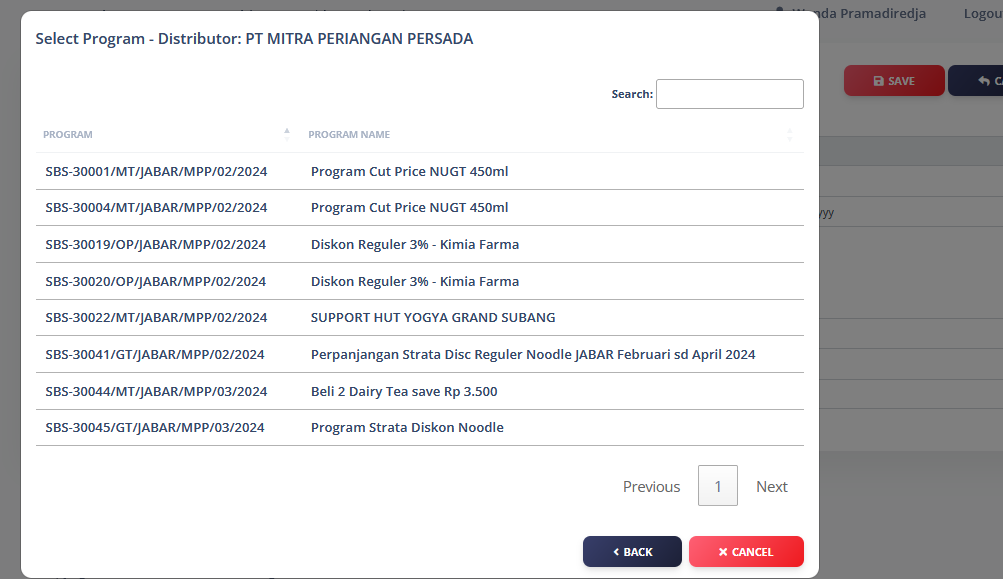 Wanda Pramadiredja Logou
Select Program - Distributor: PT MITRA PERIANGAN PERSADA
SAVE
Search:
PROGRAM PROGRAM NAME
SBS-30001/MT/JABAR/MPP/02/2024 Program Cut Price NUGT 450ml
SBS-30004/MT/JABAR/MPP/02/2024 Program Cut Price NUGT 450ml
yyy
SBS-30019/OP/JABAR/MPP/02/2024 Diskon Reguler 3% - Kimia Farma
SBS-30020/OP/JABAR/MPP/02/2024 Diskon Reguler 3% - Kimia Farma
SBS-30022/MT/JABAR/MPP/02/2024 SUPPORT HUT YOGYA GRAND SUBANG
SBS-30041/GT/JABAR/MPP/02/2024 Perpanjangan Strata Disc Reguler Noodle JABAR Februari sd April 2024
SBS-30044/MT/JABAR/MPP/03/2024 Beli 2 Dairy Tea save Rp 3.500
SBS-30045/GT/JABAR/MPP/03/2024 Program Strata Diskon Noodle
Previous 1 Next
BACK CANCEL